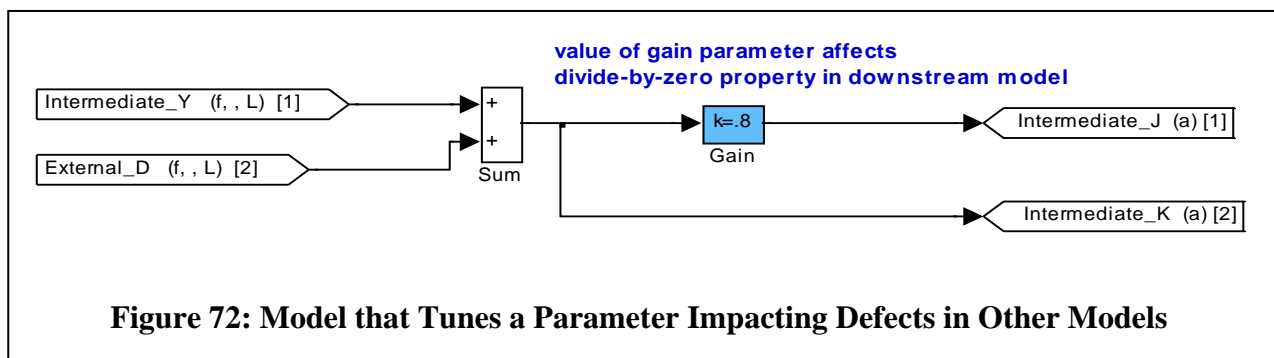 value of gain parameter affects
divide-by-zero property in downstream model
Intermediate_Y (f, , L) [1]
+
k=.8
Intermediate_J (a) [1]
+
Gain
External_D (f, , L) [2]
Sum
Intermediate_K (a) [2]
Figure 72: Model that Tunes a Parameter Impacting Defects in Other Models